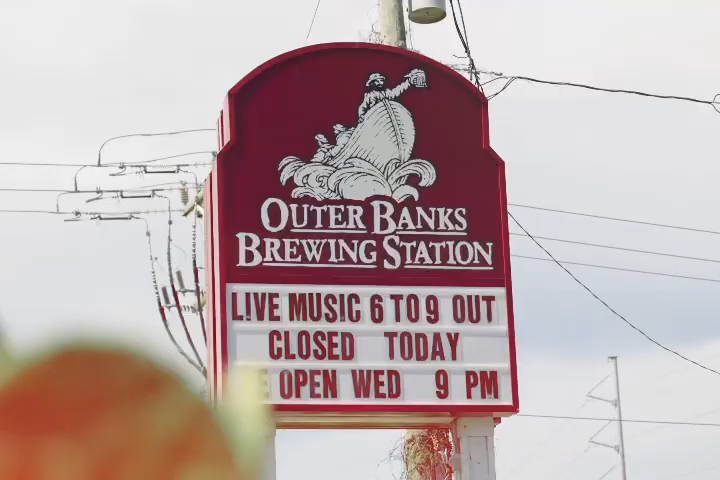 OUTER BANKS
BREWING STATION
LIVE MUSIC 6 TO 9 OUT
CLOSED TODAY
OPEN WED 9 PM